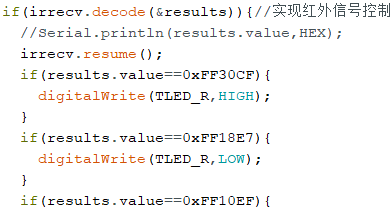 if(irrecv.decode(&results)){//实现红外信号控制
//Serial.println(results.value,HEX);
irrecv.resume();
if(results.value==0xFF30CF){
digitalWrite(TLED_R,HIGH);
}
if(results.value==0xFF18E7){
digitalWrite(TLED_R,LOW);
}
if(results.value==0xFF10EF){